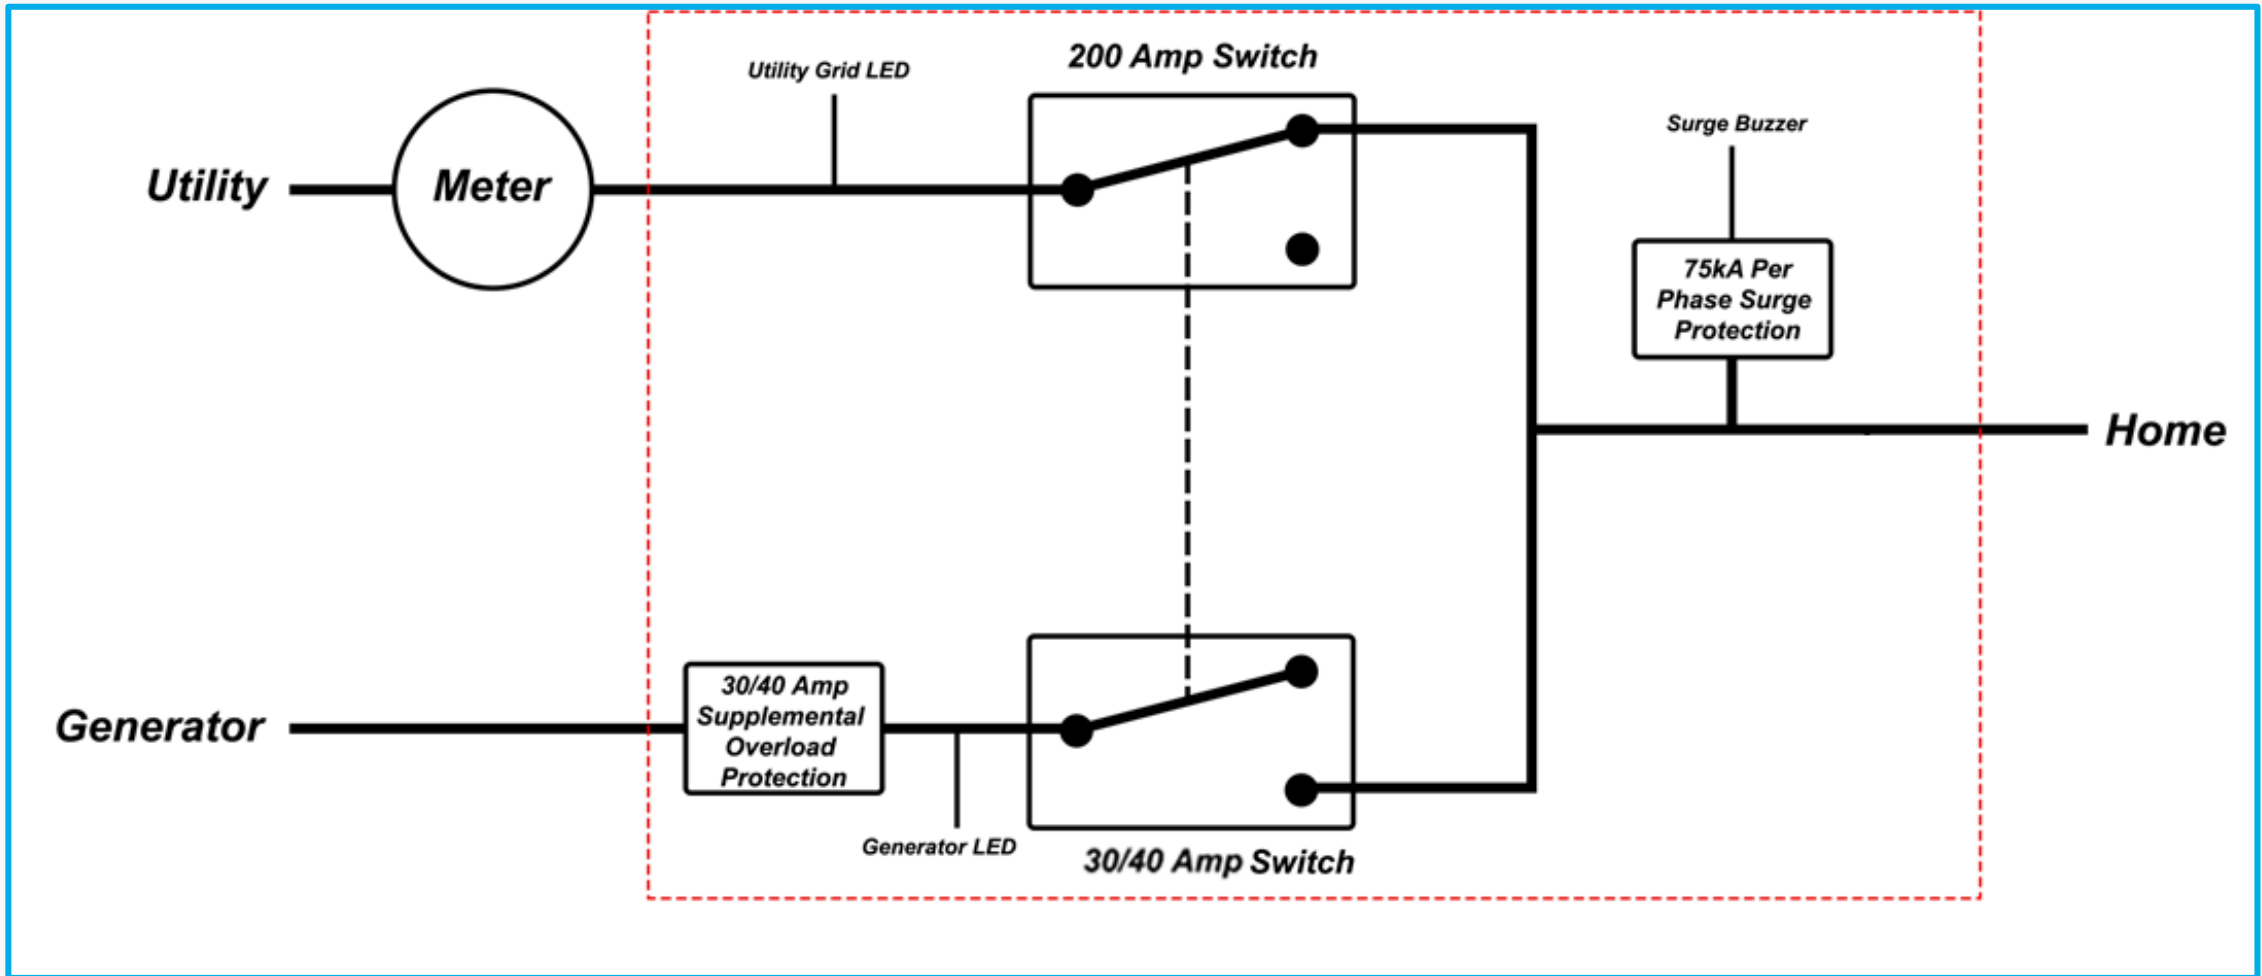 200 Amp Switch
Utility Grid LED
Surge Buzzer
Utility
Meter
75kA Per
Phase Surge
Protection
Home
30/40 Amp
Supplemental
Overload
Protection
Generator
Generator LED
30/40 Amp Switch